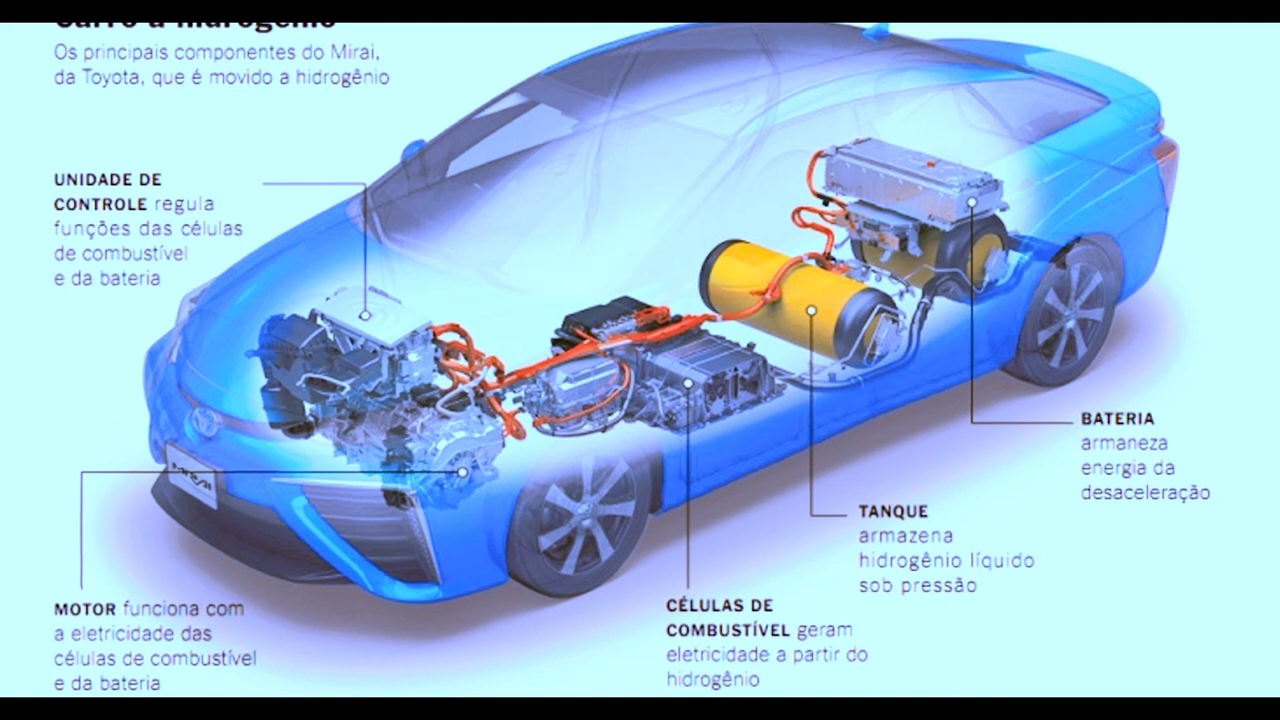 Carro a hidrogênio
Os principais componentes do Mirai,
da Toyota, que é movido a hidrogênio
UNIDADE DE
CONTROLE regula
funções das células
de combustível
e da bateria
BATERIA
armaneza
energia da
desaceleração
TANQUE
armazena
hidrogênio líquido
sob pressão
CÉLULAS DE
COMBUSTÍVEL geram
eletricidade a partir do
hidrogênio
MOTOR funciona com
a eletricidade das
células de combustível
e da bateria